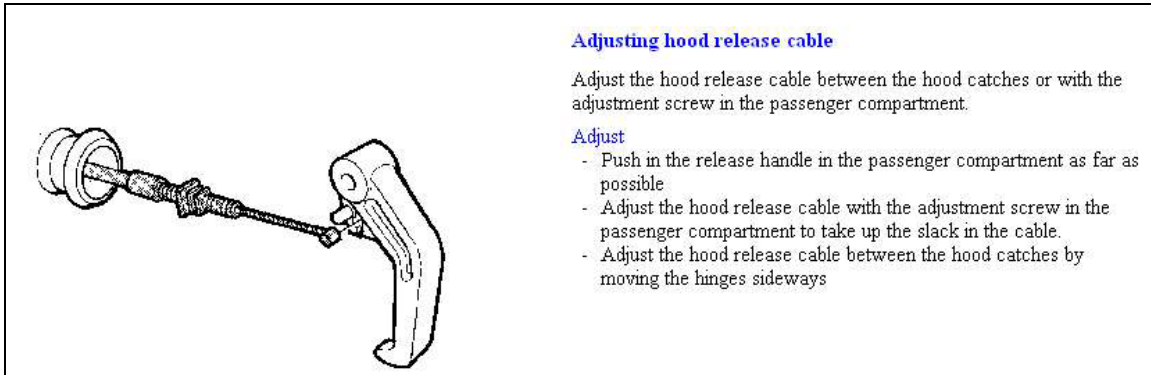 Adjusting hood release cable
Adjust the hood release cable between the hood catches or with the
adjustment screw in the passenger compartment.
Adjust
- Push in the release handle in the passenger compartment as far as
possible
- Adjust the hood release cable with the adjustment screw in the
passenger compartment to take up the slack in the cable.
- Adjust the hood release cable between the hood catches by
moving the hinges sideways